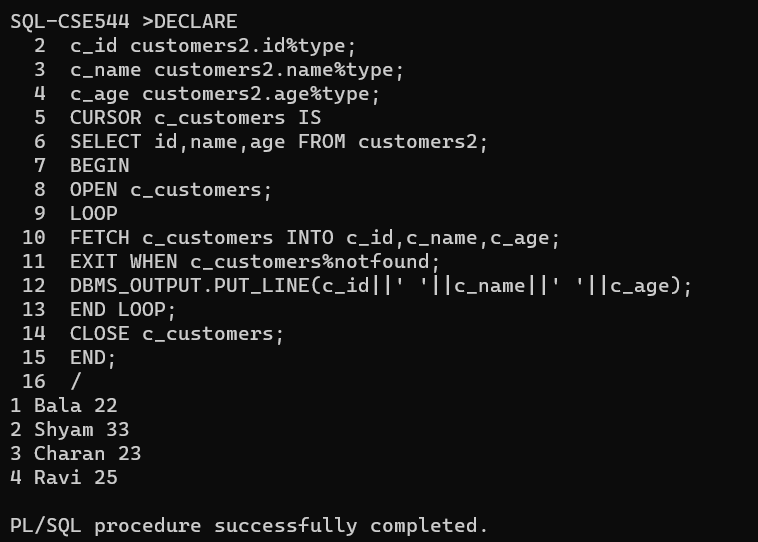 SQL-CSE544 >DECLARE
  2  c_id customers2.id%type;
  3  c_name customers2.name%type;
  4  c_age customers2.age%type;
  5  CURSOR c_customers IS
  6  SELECT id,name,age FROM customers2;
  7  BEGIN
  8  OPEN c_customers;
  9  LOOP
 10  FETCH c_customers INTO c_id,c_name,c_age;
 11  EXIT WHEN c_customers%notfound;
 12  DBMS_OUTPUT.PUT_LINE(c_id||' '||c_name||' '||c_age);
 13  END LOOP;
 14  CLOSE c_customers;
 15  END;
 16  /
1 Bala 22
2 Shyam 33
3 Charan 23
4 Ravi 25

PL/SQL procedure successfully completed.